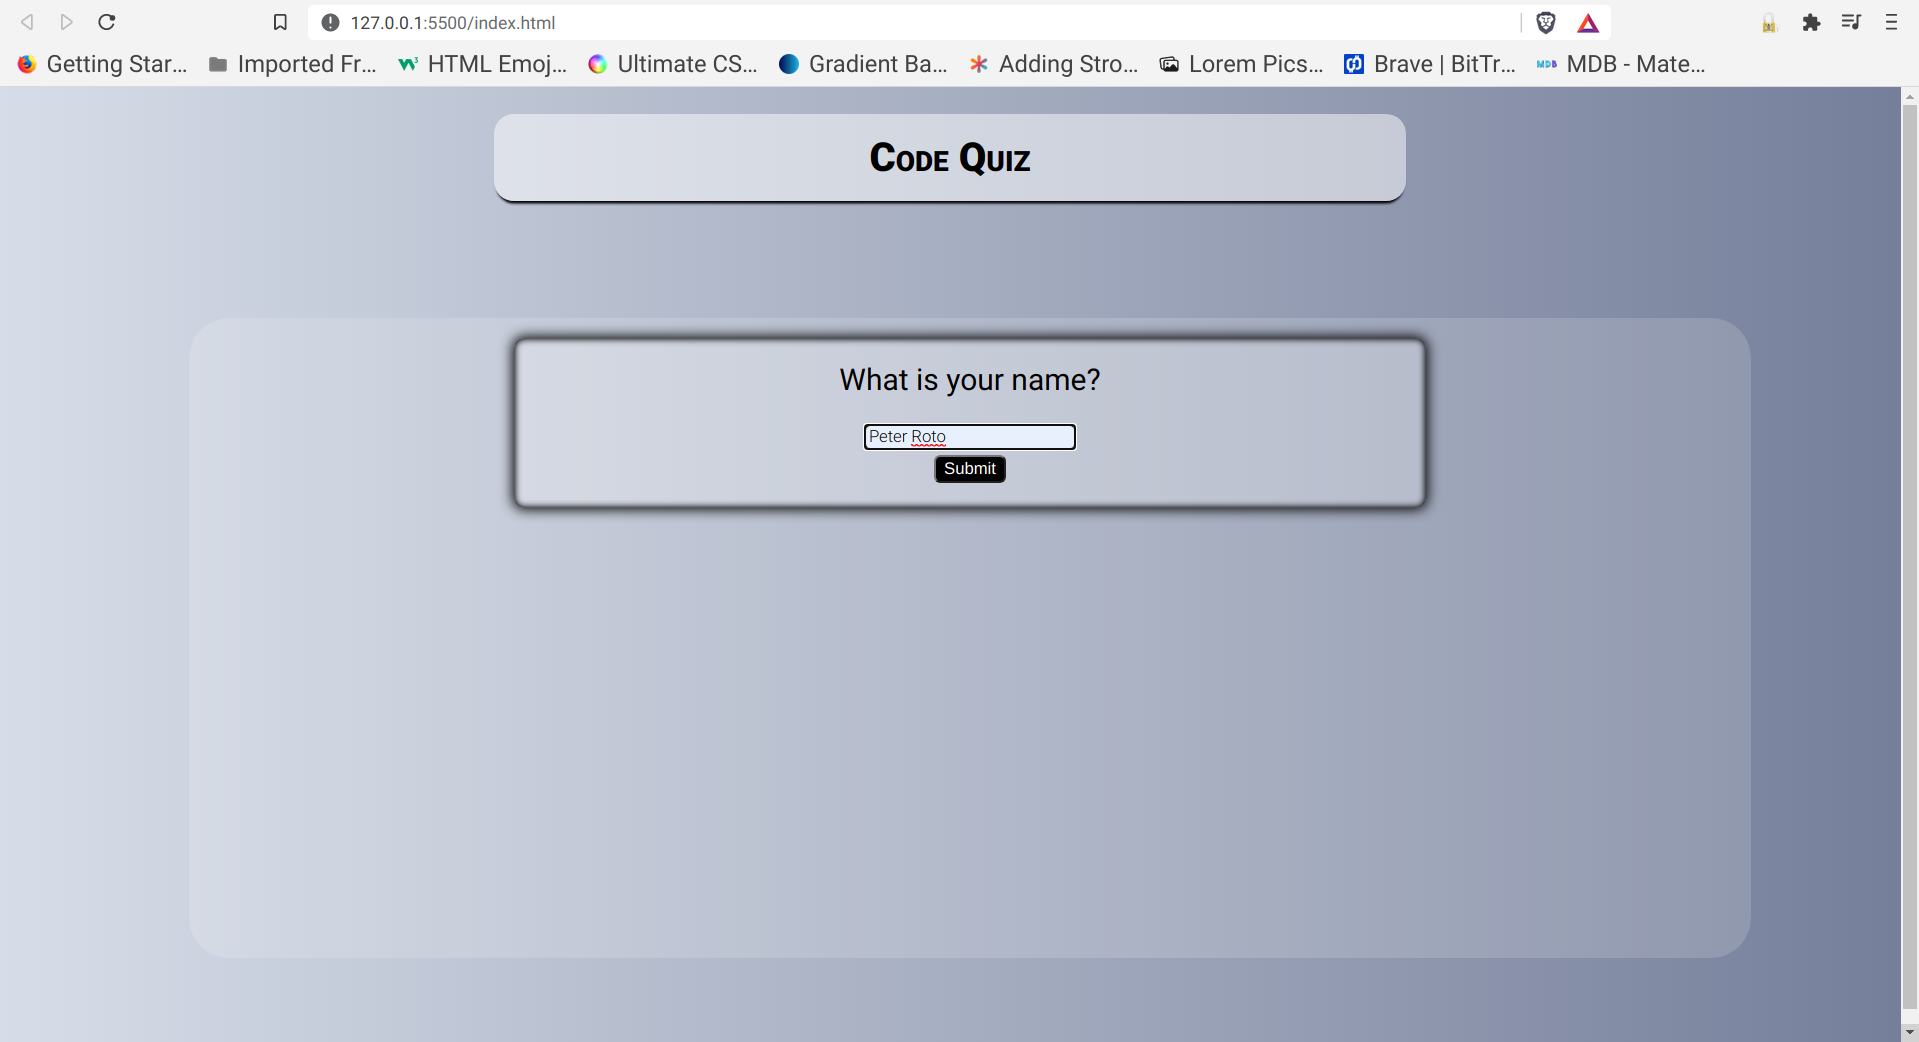 127.0.0.1:5500/index.html
Getting Star... Imported Fr... HTML Emoj... Ultimate CS... Gradient Ba... Adding Stro... Lorem Pics... Brave | BitTr... MDB - Mate...
Code Quiz
What is your name?
Peter Roto
Submit